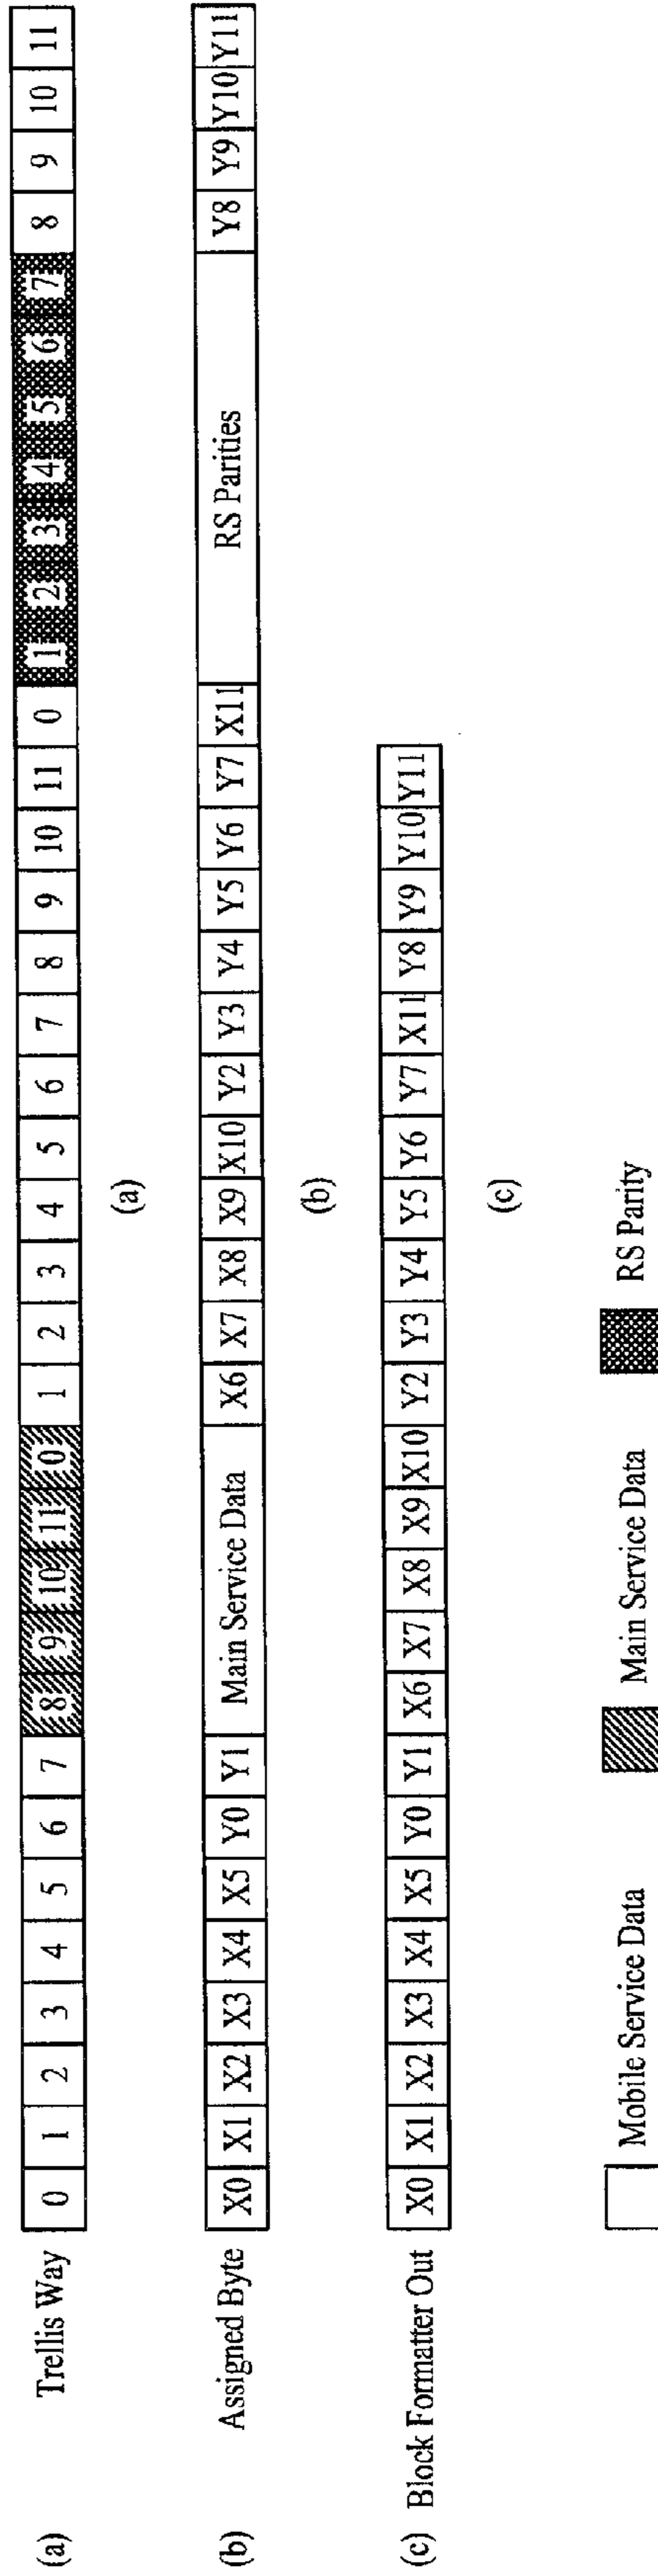 (a) Trellis Way 0 1 2 3 4 5 6 7 8 9 10 11 0 1 2 3 4 5 6 7 8 9 10 11 0 1 2 3 4 5 6 7 8 9 10 11
(a)
(b) Assigned Byte X0 X1 X2 X3 X4 X5 Y0 Y1 Main Service Data X6 X7 X8 X9 X10 Y2 Y3 Y4 Y5 Y6 Y7 X11 RS Parities Y8 Y9 Y10 Y11
(b)
(c) Block Formatter Out X0 X1 X2 X3 X4 X5 Y0 Y1 X6 X7 X8 X9 X10 Y2 Y3 Y4 Y5 Y6 Y7 X11 Y8 Y9 Y10 Y11
(c)
Mobile Service Data Main Service Data RS Parity